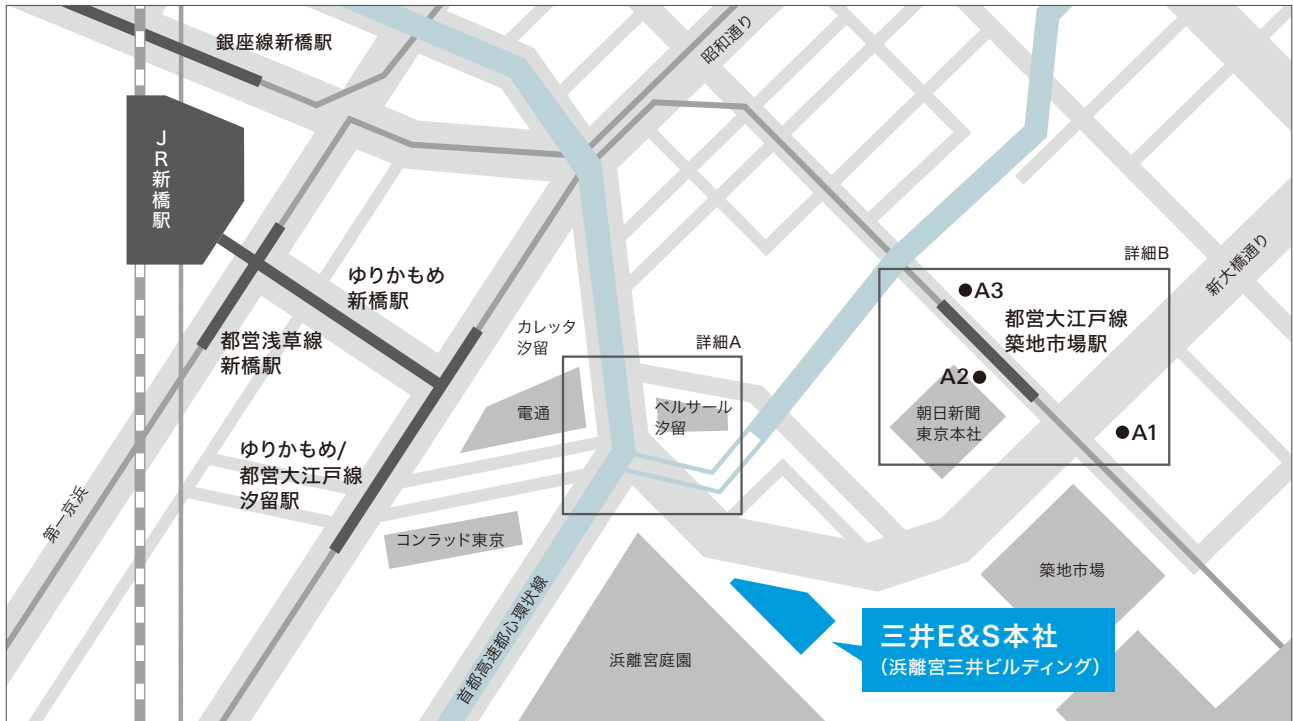 銀座線新橋駅
昭和通り
JR新橋駅
ゆりかもめ
新橋駅
都営浅草線
新橋駅
カレッタ
汐留
詳細A
詳細B
新大橋通り
A3
都営大江戸線
築地市場駅
A2
A1
朝日新聞
東京本社
電通
ベルサール
汐留
ゆりかもめ/
都営大江戸線
汐留駅
第一京浜
コンラッド東京
首都高速都心環状線
浜離宮庭園
築地市場
三井E&S本社
(浜離宮三井ビルディング)